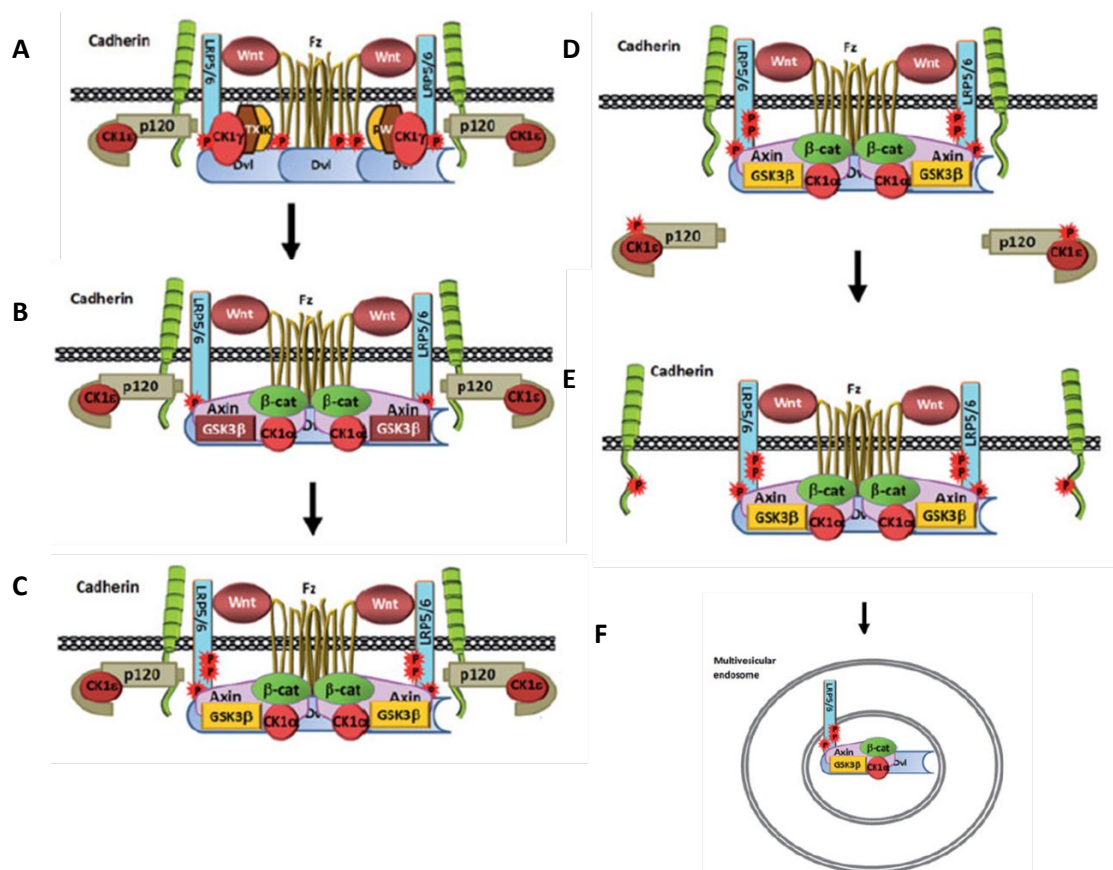 A
Cadherin
LRP5/6
Wnt
Fz
Wnt
LRP5/6
CK1ε
p120
P
CK1γ
P
P
P
CK1γ
P
p120
CK1ε
Dvl
Dvl
B
Cadherin
LRP5/6
Wnt
Fz
Wnt
LRP5/6
CK1ε
p120
Axin
β-cat
β-cat
Axin
p120
CK1ε
GSK3β
CK1α
CK1α
GSK3β
C
Cadherin
LRP5/6
Wnt
Fz
Wnt
LRP5/6
CK1ε
p120
P
P
Axin
β-cat
β-cat
Axin
P
P
p120
CK1ε
GSK3β
CK1α
CK1α
GSK3β
D
Cadherin
LRP5/6
Wnt
Fz
Wnt
LRP5/6
P
P
P
Axin
β-cat
β-cat
Axin
P
P
P
GSK3β
CK1α
CK1α
GSK3β
P
CK1ε
p120
p120
P
CK1ε
E
Cadherin
LRP5/6
Wnt
Fz
Wnt
LRP5/6
P
P
P
P
Axin
β-cat
β-cat
Axin
P
P
P
P
GSK3β
CK1α
CK1α
GSK3β
F
Multivesicular
endosome
LRP5/6
P
P
P
Axin
β-cat
GSK3β
CK1α
Dvl